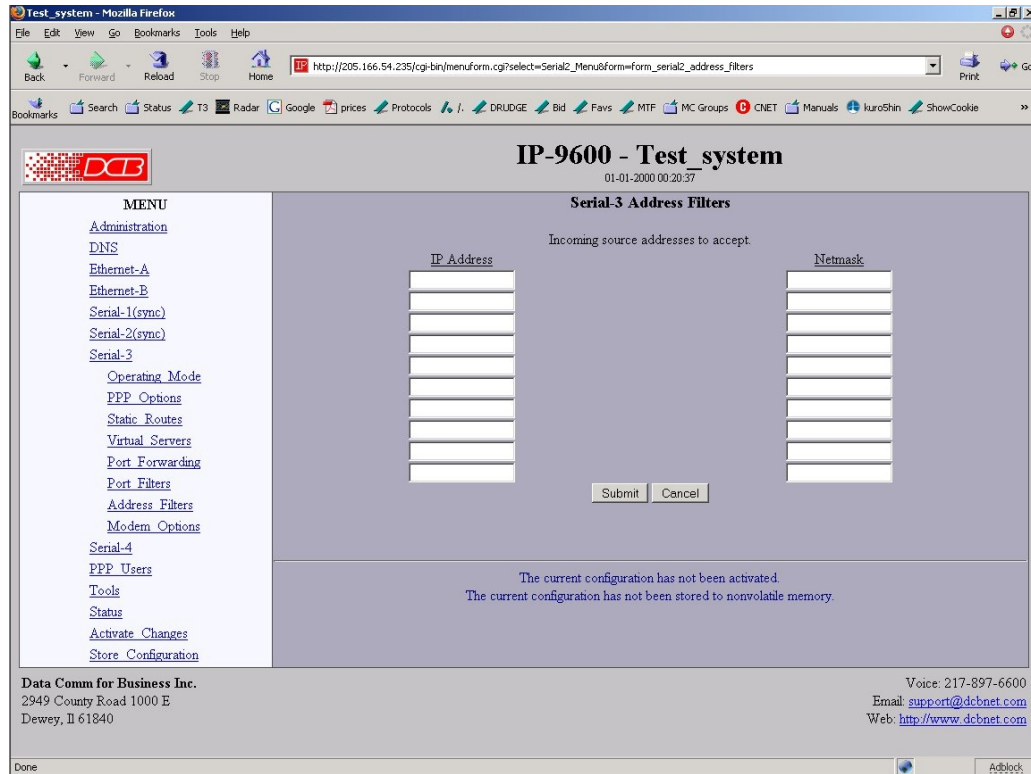 Test_system - Mozilla Firefox
File Edit View Go Bookmarks Tools Help
Back Forward Reload Stop Home
IP http://205.166.54.235/cgi-bin/menuform.cgi?select=Serial2_Menu&form=form_serial2_address_filters
Print Go
Bookmarks Search Status T3 Radar Google prices Protocols /. DRUDGE Bid Favs MTF MC Groups CNET Manuals kuro5hin ShowCookie »
DCB
IP-9600 - Test_system
01-01-2000 00:20:37
MENU
Administration
DNS
Ethernet-A
Ethernet-B
Serial-1(sync)
Serial-2(sync)
Serial-3
Operating Mode
PPP Options
Static Routes
Virtual Servers
Port Forwarding
Port Filters
Address Filters
Modem Options
Serial-4
PPP Users
Tools
Status
Activate Changes
Store Configuration
Serial-3 Address Filters
Incoming source addresses to accept.
IP Address Netmask
Submit Cancel
The current configuration has not been activated.
The current configuration has not been stored to nonvolatile memory.
Data Comm for Business Inc.
2949 County Road 1000 E
Dewey, Il 61840
Voice: 217-897-6600
Email: support@dcbnet.com
Web: http://www.dcbnet.com
Done Adblock